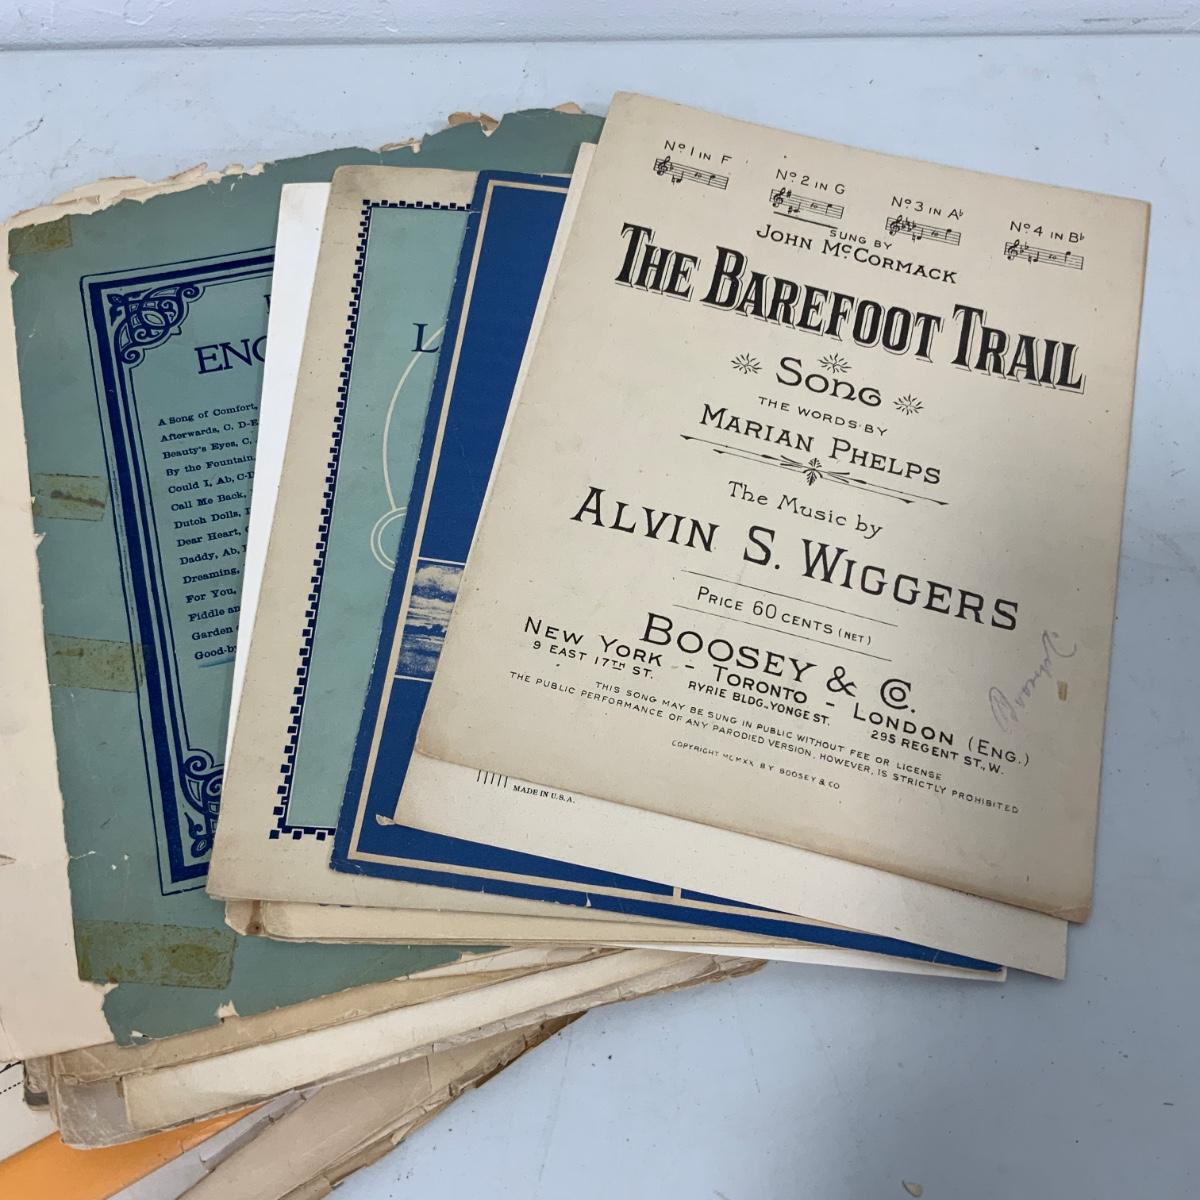 No. 1 IN F
No. 2 IN G
No. 3 IN A♭
No. 4 IN B♭
SUNG BY
JOHN McCORMACK
THE BAREFOOT TRAIL
SONG
THE WORDS BY
MARIAN PHELPS
The Music by
ALVIN S. WIGGERS
PRICE 60 CENTS (NET)
BOOSEY & CO.
NEW YORK - TORONTO - LONDON (ENG.)
9 EAST 17TH ST. RYRIE BLDG., YONGE ST. 295 REGENT ST., W.
THIS SONG MAY BE SUNG IN PUBLIC WITHOUT FEE OR LICENSE
THE PUBLIC PERFORMANCE OF ANY PARODIED VERSION, HOWEVER, IS STRICTLY PROHIBITED
COPYRIGHT MCMXX BY BOOSEY & CO
MADE IN U.S.A.
L
ENG
A Song of Comfort,
Afterwards, C, D-E
Beauty's Eyes, C,
By the Fountain,
Could I, Ab, C-D
Call Me Back,
Dutch Dolls,
Dear Heart,
Daddy, Ab,
Dreaming,
For You,
Fiddle an
Garden
Good-by